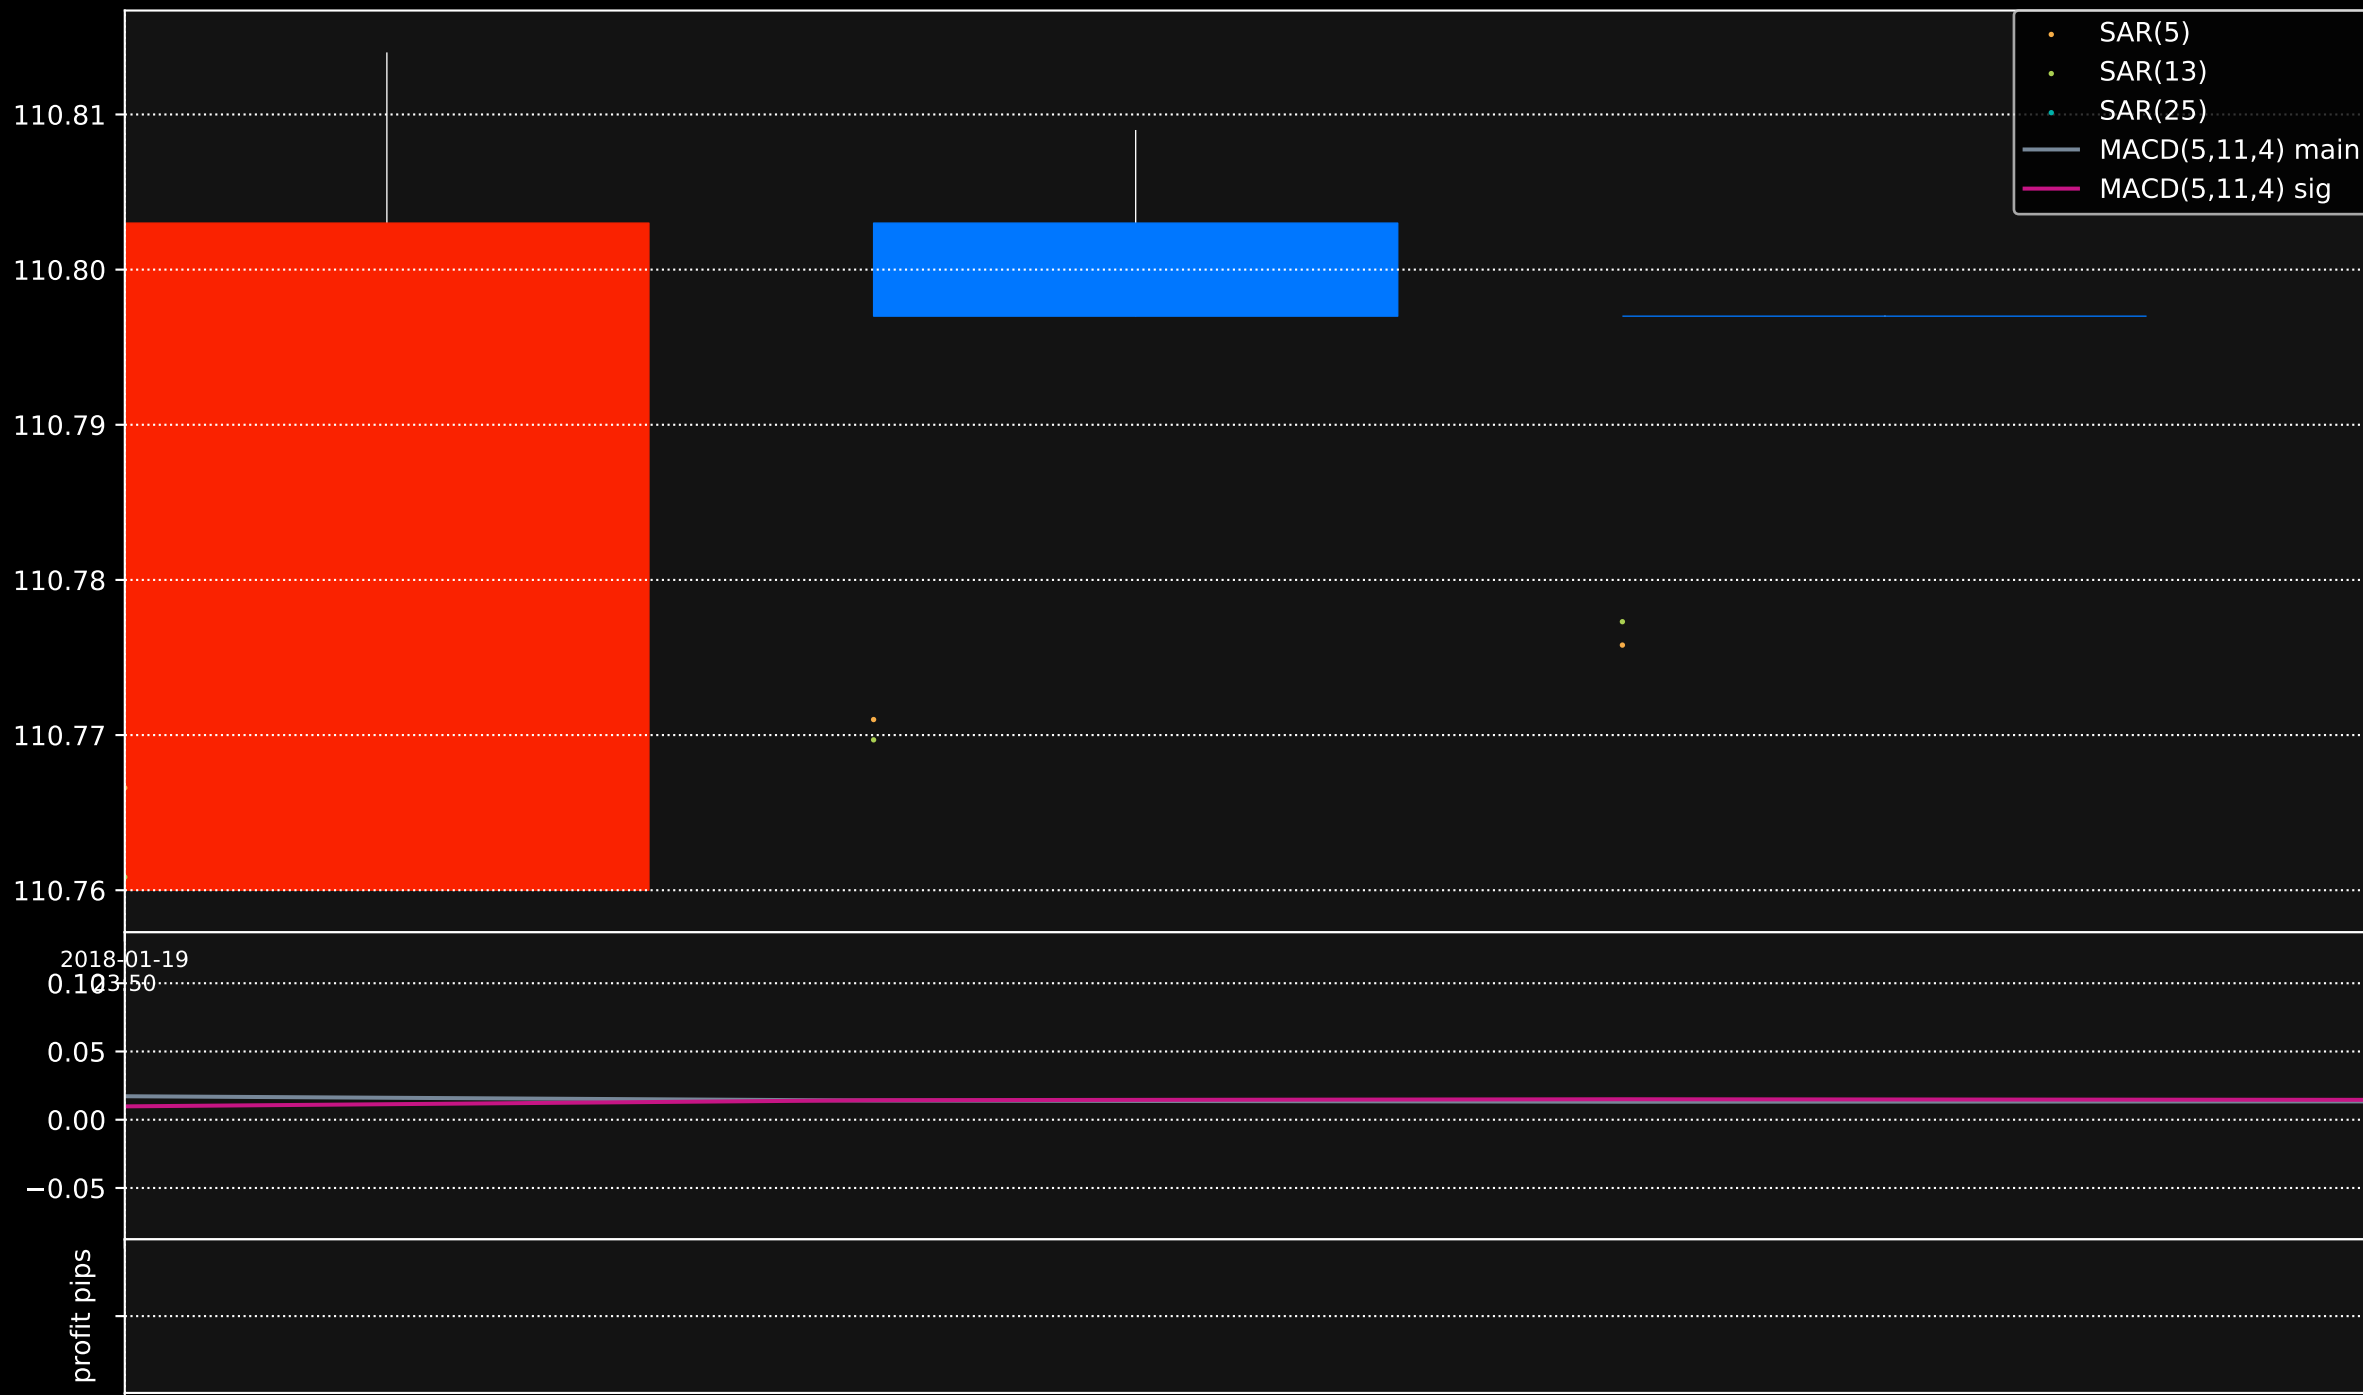 SAR(5)
SAR(13)
SAR(25)
MACD(5,11,4) main
MACD(5,11,4) sig
110.81
110.80
110.79
110.78
110.77
110.76
2018-01-19
23:50
0.10
0.05
0.00
−0.05
profit pips